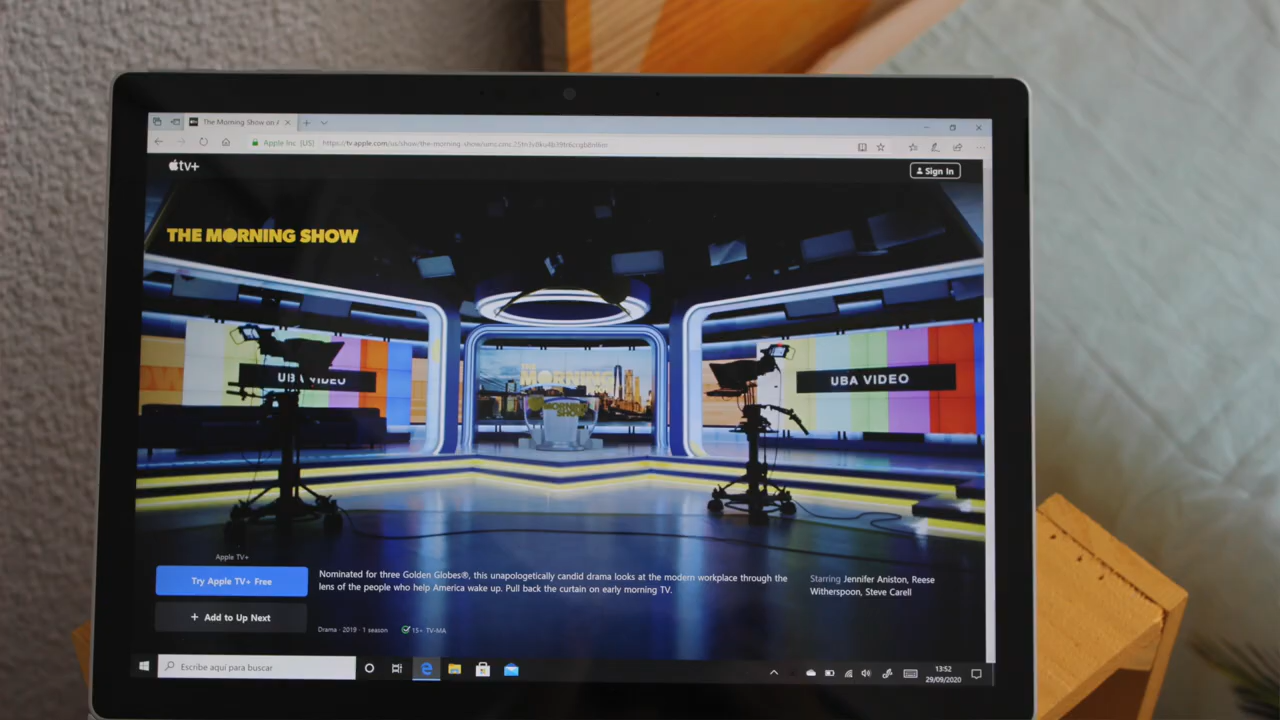 The Morning Show on A
Apple Inc. [US]
tv+
Sign In
THE MORNING SHOW
UBA VIDEO
MORNING
MORNING
SHOW
UBA VIDEO
Apple TV+
Try Apple TV+ Free
+ Add to Up Next
Nominated for three Golden Globes®, this unapologetically candid drama looks at the modern workplace through the
lens of the people who help America wake up. Pull back the curtain on early morning TV.
Starring Jennifer Aniston, Reese
Witherspoon, Steve Carell
Drama · 2019 · 1 season
15+ TV-MA
Escribe aquí para buscar
13:52
29/09/2020